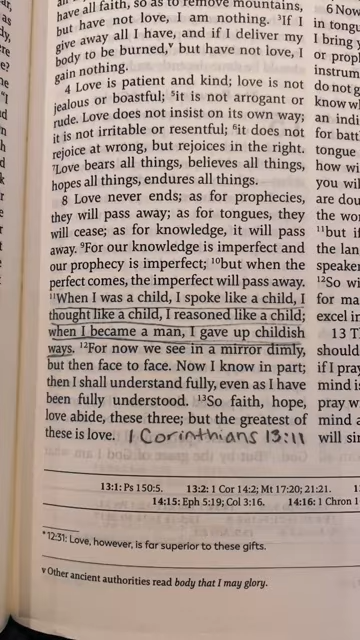 have all faith, so as to remove mountains,
but have not love, I am nothing. ³If I
give away all I have, and if I deliver my
body to be burned,ᵛ but have not love, I
gain nothing.
4 Love is patient and kind; love is not
jealous or boastful; ⁵it is not arrogant or
rude. Love does not insist on its own way;
it is not irritable or resentful; ⁶it does not
rejoice at wrong, but rejoices in the right.
⁷Love bears all things, believes all things,
hopes all things, endures all things.
8 Love never ends; as for prophecies,
they will pass away; as for tongues, they
will cease; as for knowledge, it will pass
away. ⁹For our knowledge is imperfect and
our prophecy is imperfect; ¹⁰but when the
perfect comes, the imperfect will pass away.
¹¹When I was a child, I spoke like a child, I
thought like a child, I reasoned like a child;
when I became a man, I gave up childish
ways. ¹²For now we see in a mirror dimly,
but then face to face. Now I know in part;
then I shall understand fully, even as I have
been fully understood. ¹³So faith, hope,
love abide, these three; but the greatest of
these is love. 1 Corinthians 13:11
6 Now
in tongu
I bring y
or prop
instrum
do not g
know w
an indi
for batt
tongue
how wi
you wil
are dou
the wo
¹¹but if
the lan
speake
¹²So wi
for ma
excel in
13 T
should
if I pray
mind is
pray w
mind a
will sin
13:1: Ps 150:5. 13:2: 1 Cor 14:2; Mt 17:20; 21:21.
14:15: Eph 5:19; Col 3:16. 14:16: 1 Chron 1
* 12:31: Love, however, is far superior to these gifts.
v Other ancient authorities read body that I may glory.